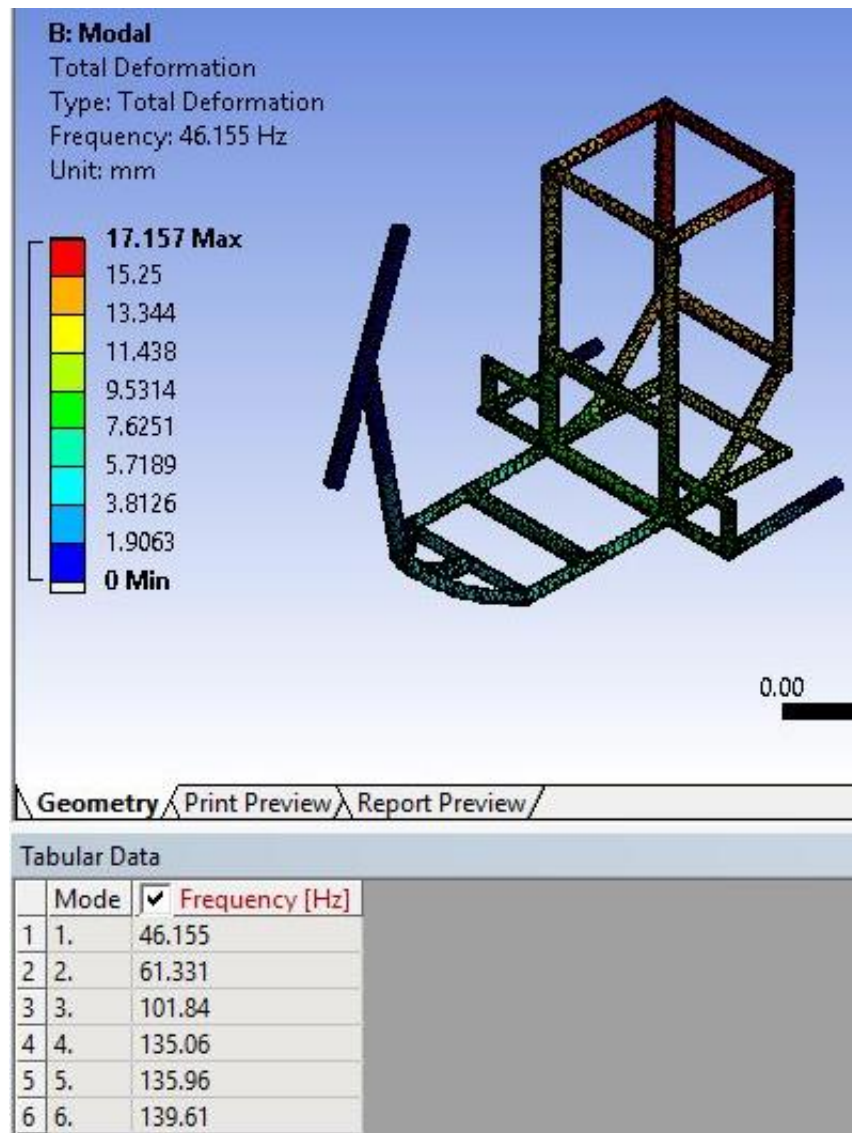 B: Modal
Total Deformation
Type: Total Deformation
Frequency: 46.155 Hz
Unit: mm
17.157 Max
15.25
13.344
11.438
9.5314
7.6251
5.7189
3.8126
1.9063
0 Min
0.00
Geometry Print Preview Report Preview
Tabular Data
Mode Frequency [Hz]
1 1. 46.155
2 2. 61.331
3 3. 101.84
4 4. 135.06
5 5. 135.96
6 6. 139.61